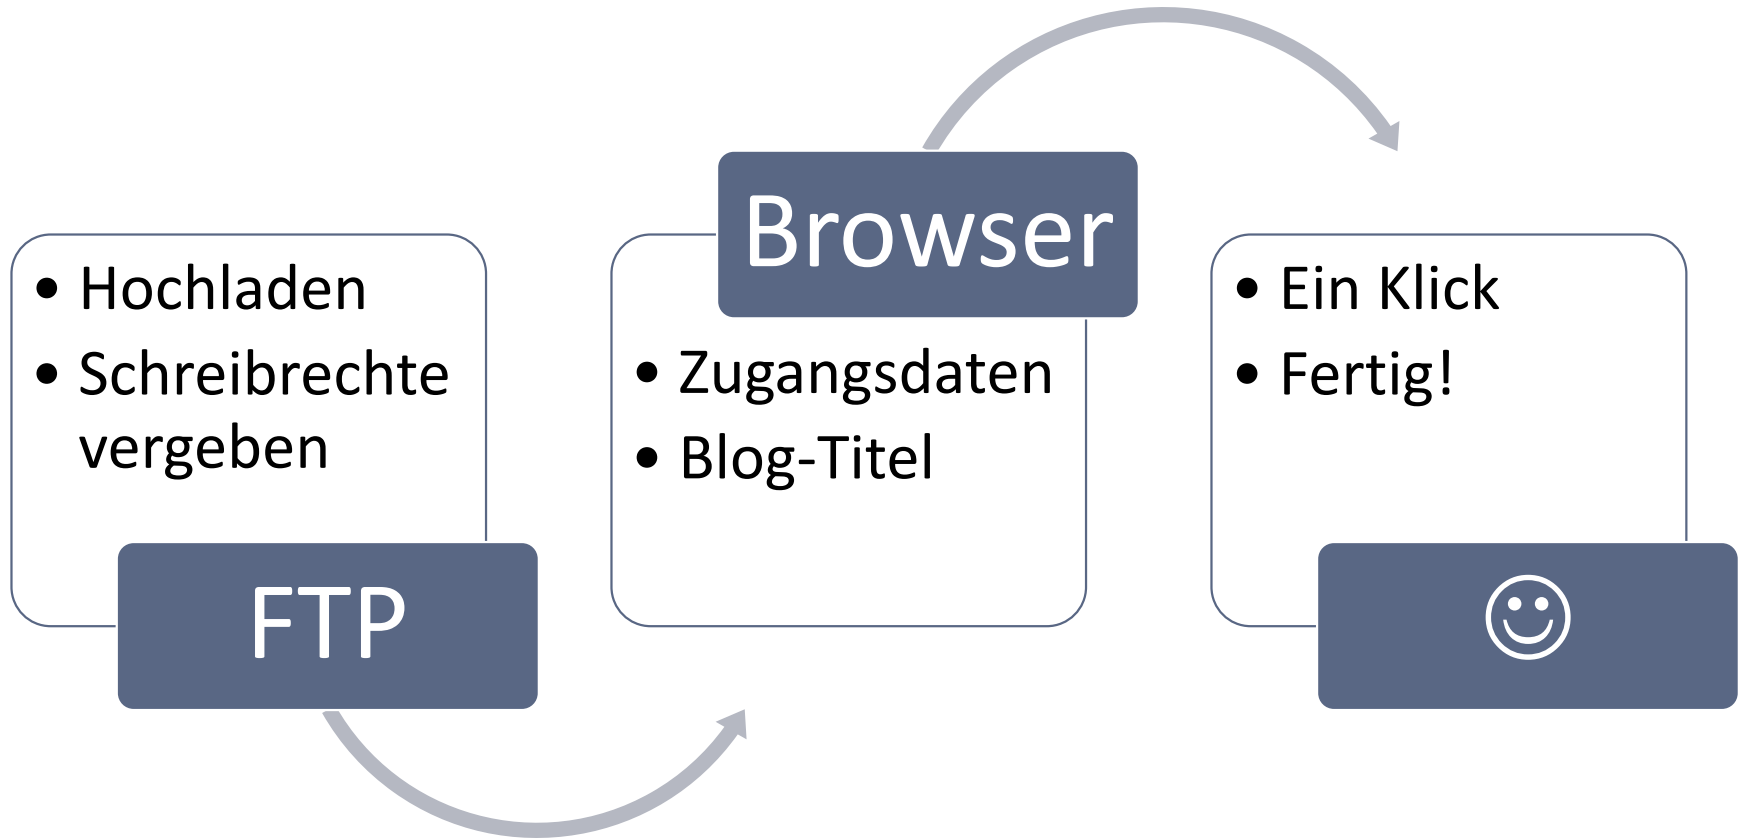 • Hochladen
• Schreibrechte
vergeben
FTP
Browser
• Zugangsdaten
• Blog-Titel
• Ein Klick
• Fertig!
☺